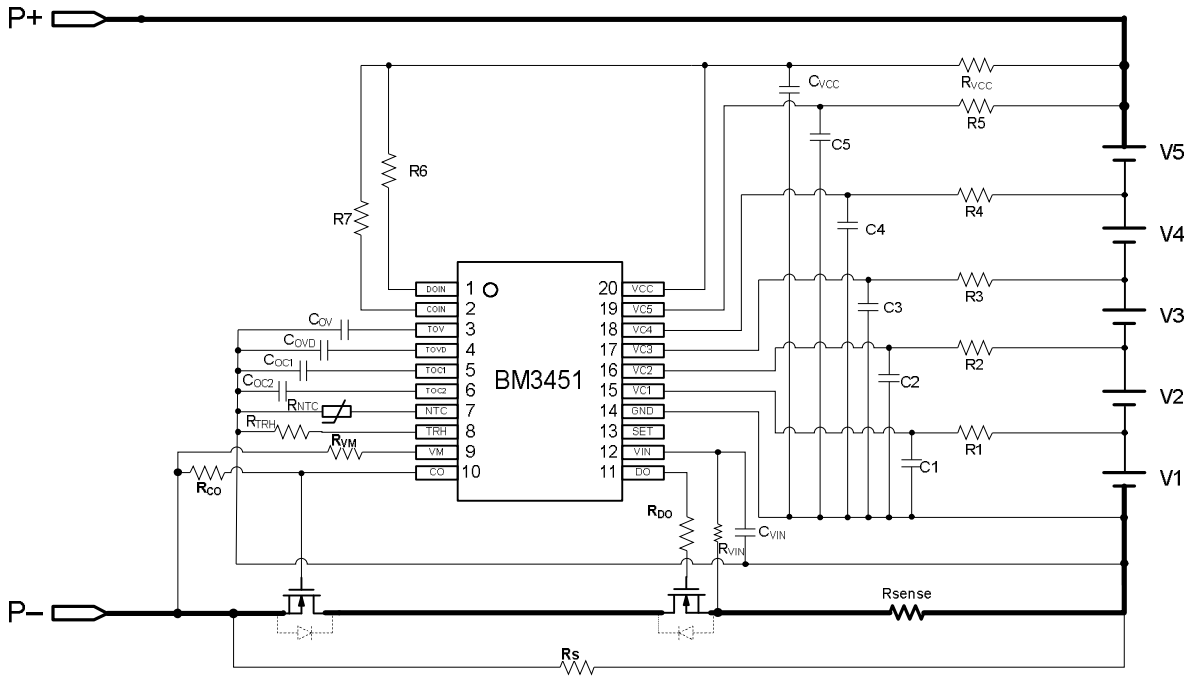 P+
CVCC
RVCC
R5
C5
V5
R6
R4
R7
C4
V4
R3
C3
V3
DOIN 1 20 VCC
COIN 2 19 VC5
COV TOV 3 18 VC4
COVD TOVD 4 17 VC3
COC1 TOC1 5 16 VC2
COC2 TOC2 6 15 VC1
RNTC NTC 7 14 GND
RTRH TRH 8 13 SET
RVM VM 9 12 VIN
RCO CO 10 11 DO
BM3451
R2
C2
V2
R1
C1
V1
RDO
RVIN
CVIN
P-
Rsense
Rs